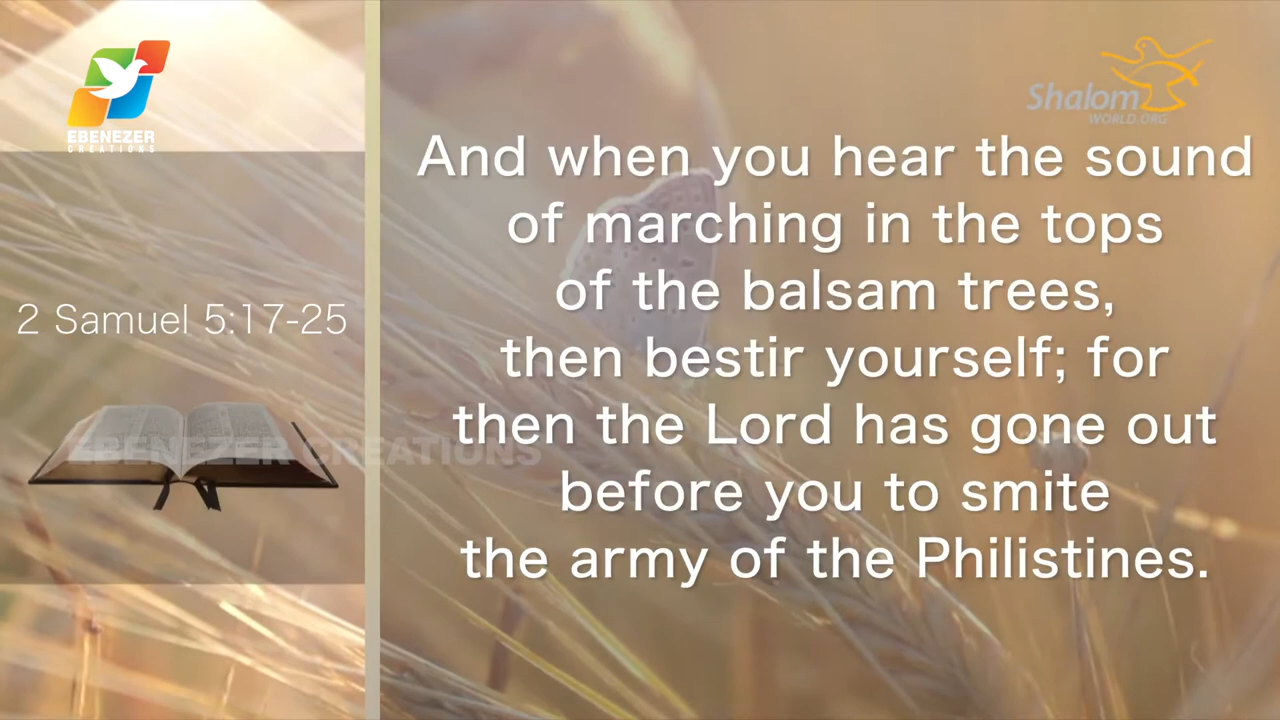 EBENEZER
CREATIONS
Shalom
WORLD.ORG
2 Samuel 5:17-25
EBENEZER CREATIONS
And when you hear the sound
of marching in the tops
of the balsam trees,
then bestir yourself; for
then the Lord has gone out
before you to smite
the army of the Philistines.